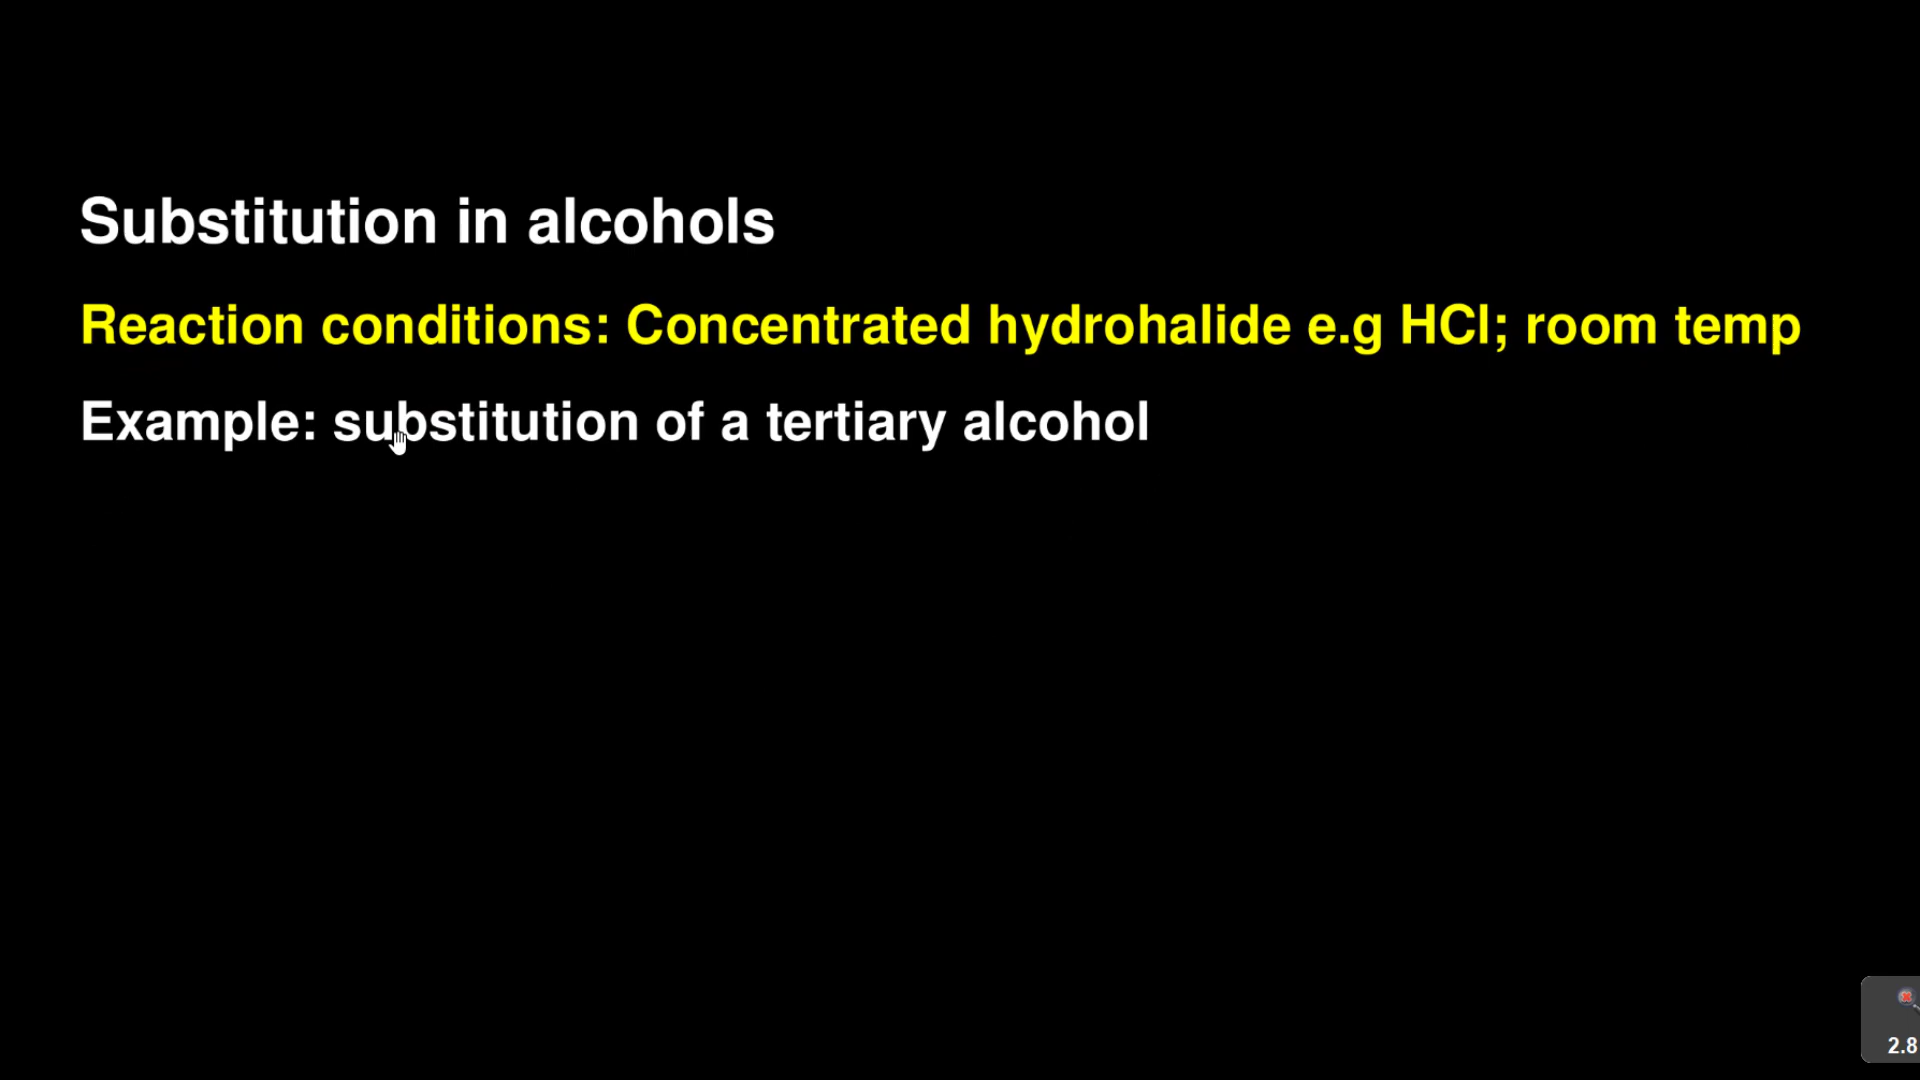 Substitution in alcohols
Reaction conditions: Concentrated hydrohalide e.g HCl; room temp
Example: substitution of a tertiary alcohol
2.8